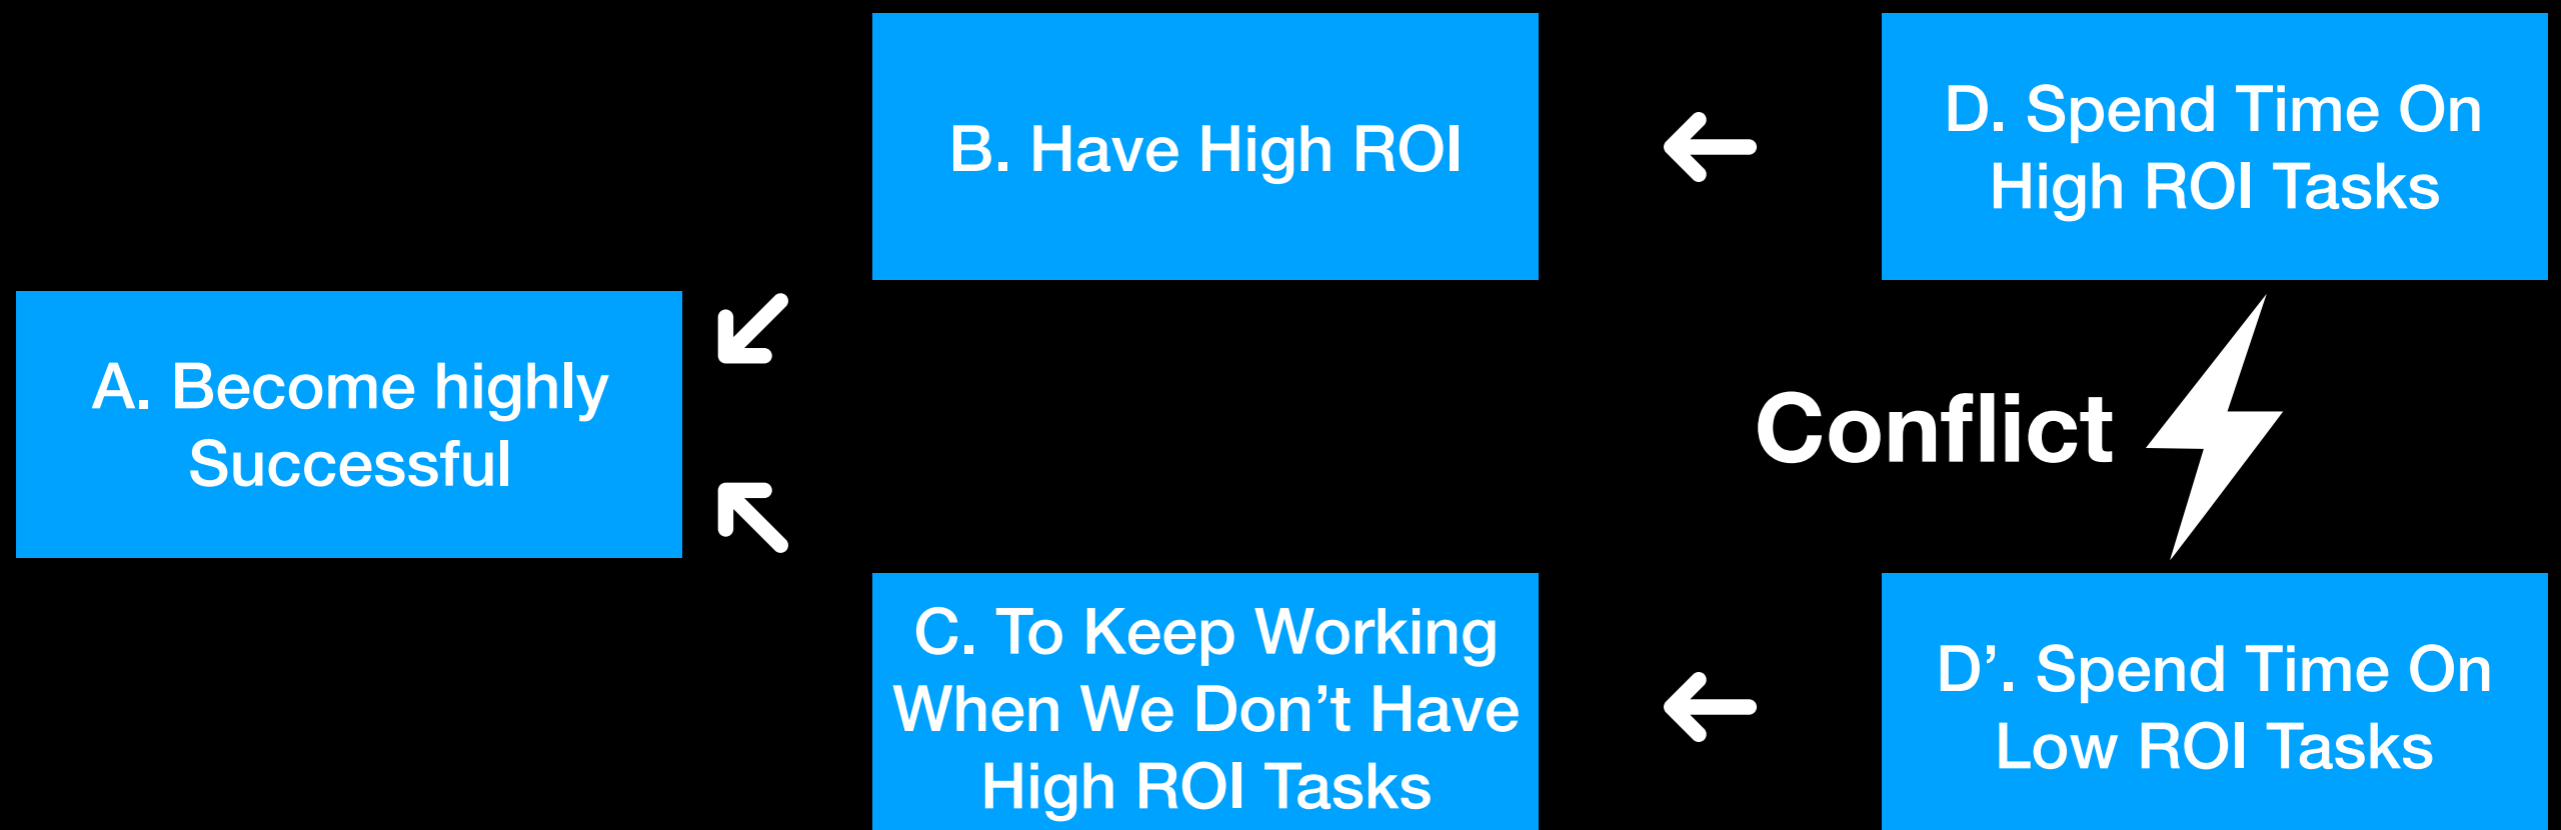 B. Have High ROI
D. Spend Time On
High ROI Tasks
A. Become highly
Successful
Conflict
C. To Keep Working
When We Don’t Have
High ROI Tasks
D’. Spend Time On
Low ROI Tasks